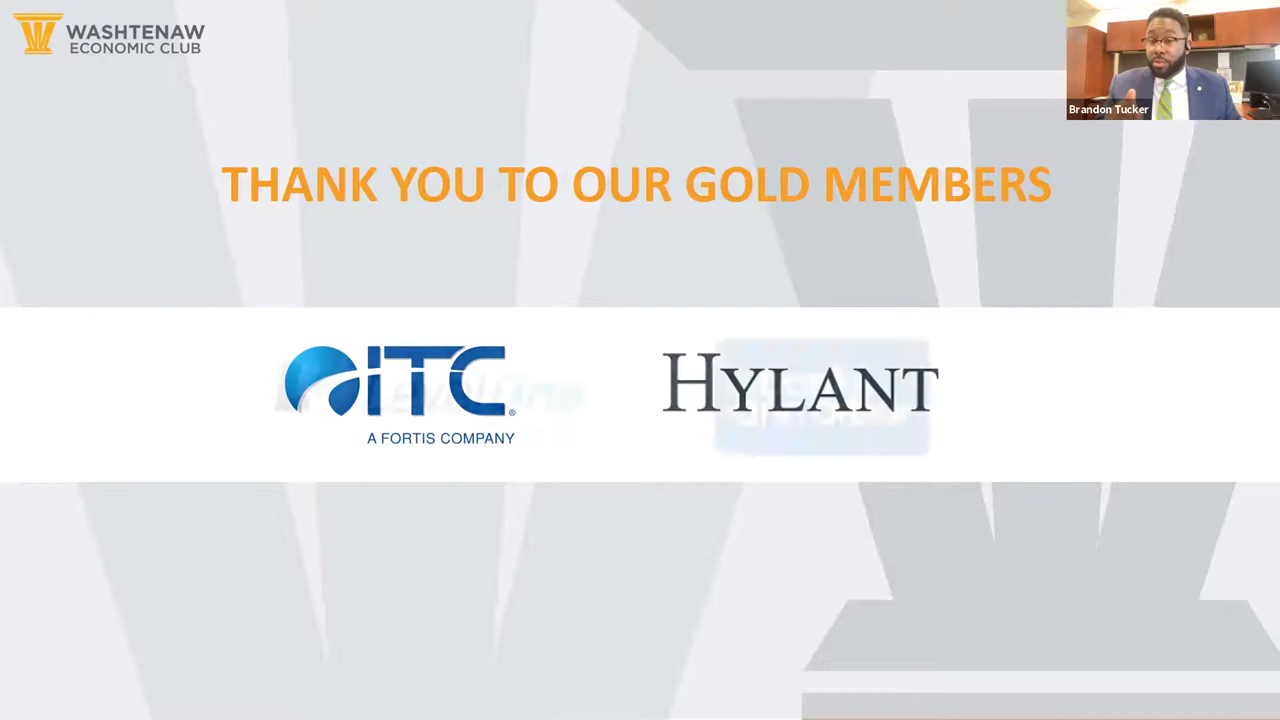 WASHTENAW
ECONOMIC CLUB
Brandon Tucker
THANK YOU TO OUR GOLD MEMBERS
ITC®
A FORTIS COMPANY
HYLANT